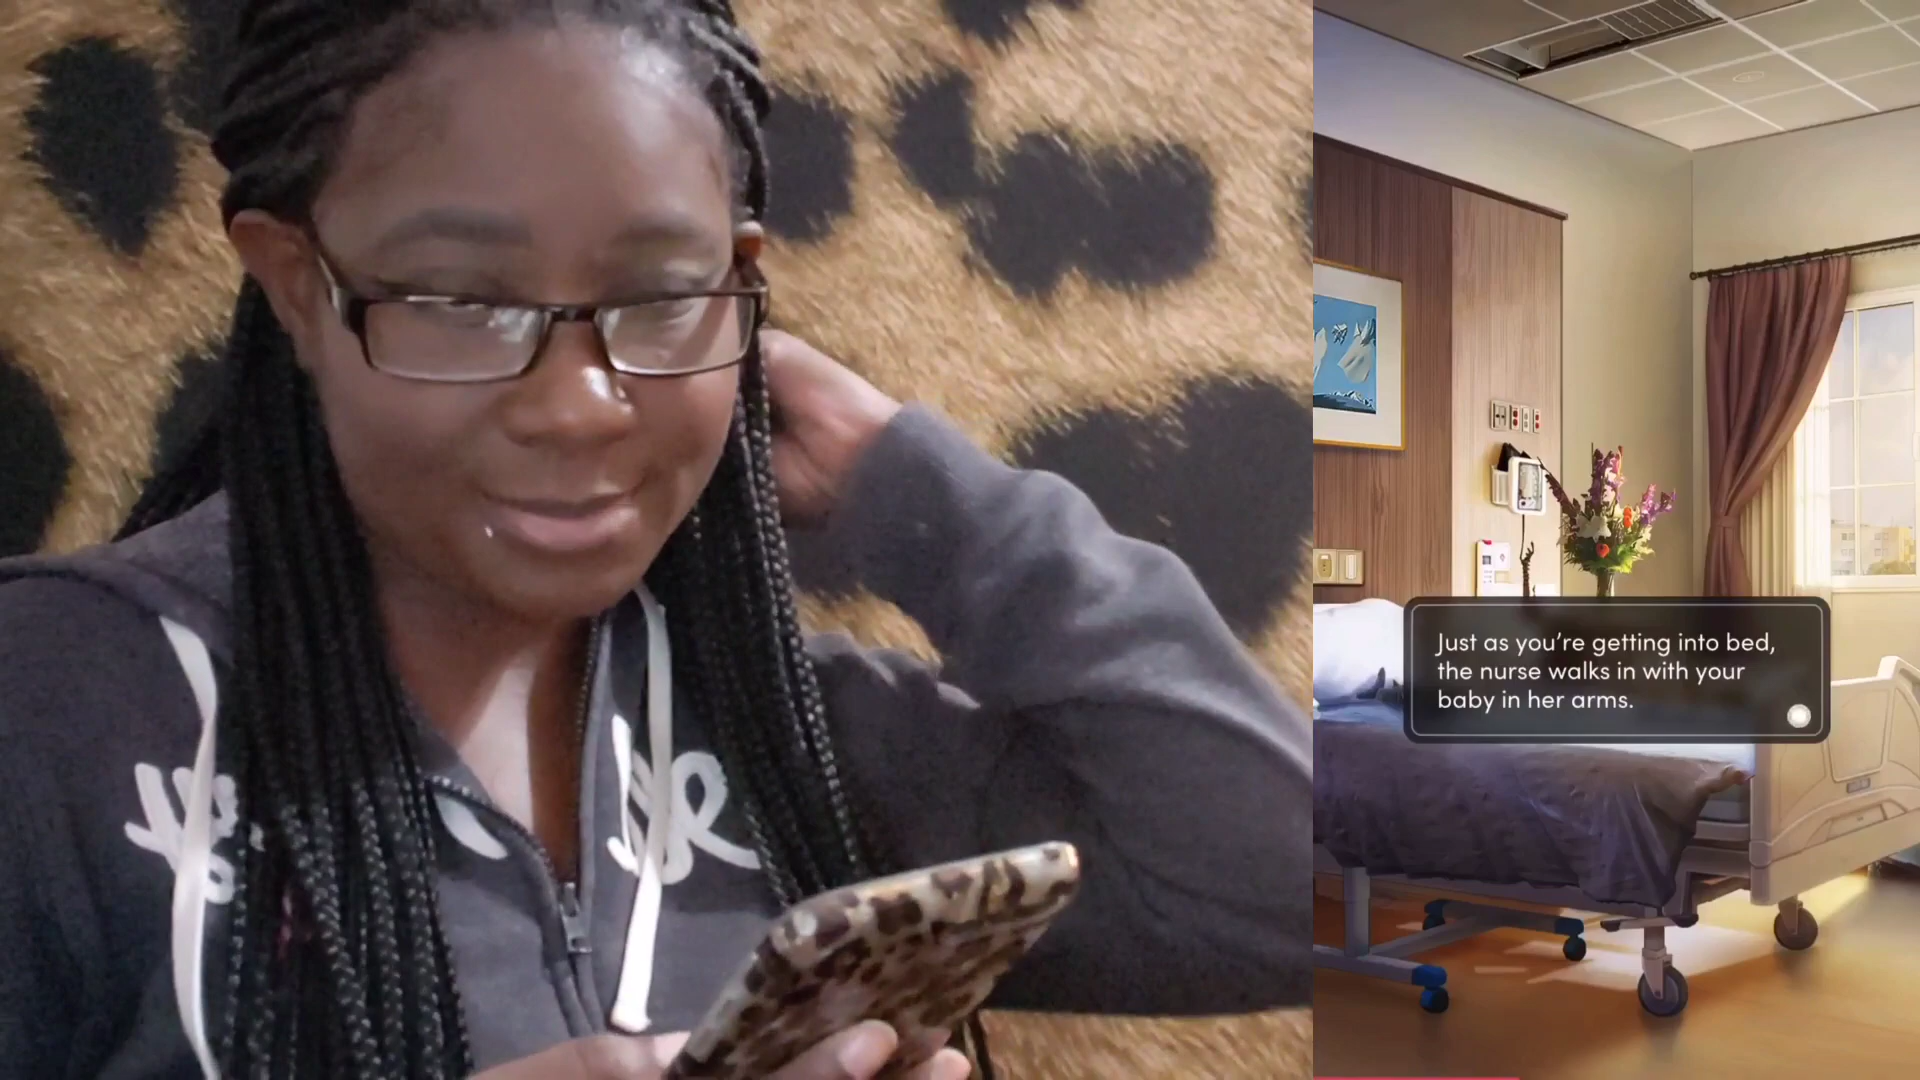 Just as you're getting into bed,
the nurse walks in with your
baby in her arms.